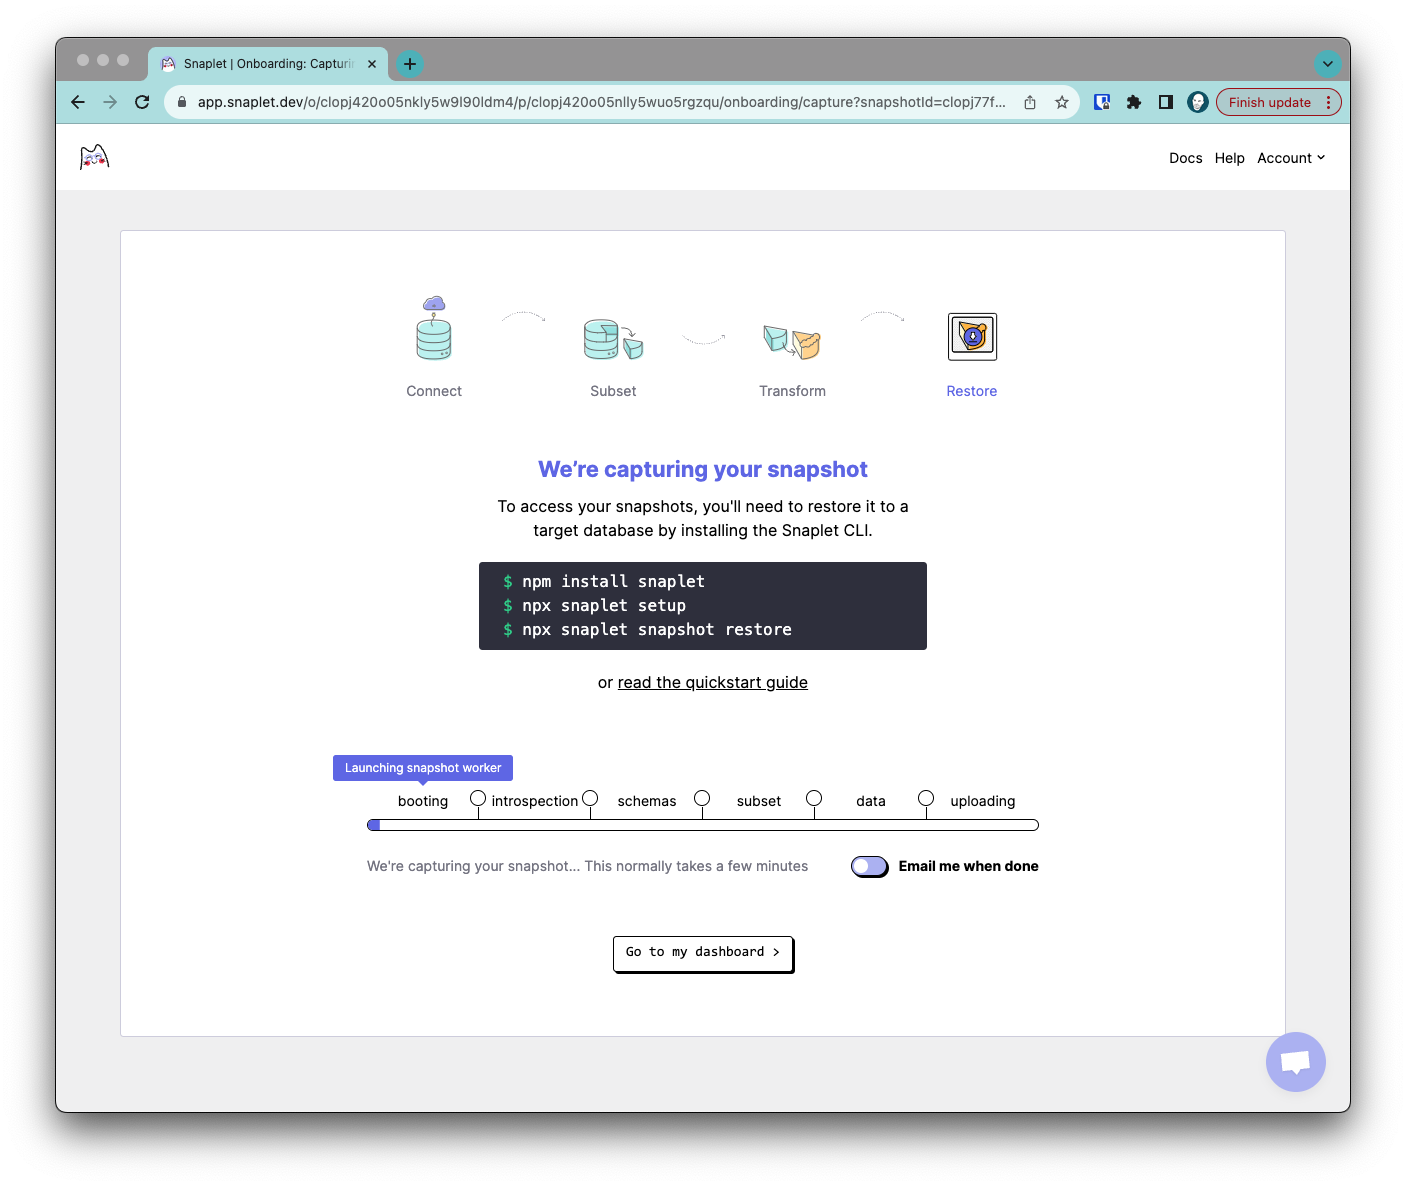 Snaplet | Onboarding: Capturin
app.snaplet.dev/o/clopj420o05nkly5w9l90ldm4/p/clopj420o05nlly5wuo5rgzqu/onboarding/capture?snapshotId=clopj77f...
Finish update
Docs Help Account
Connect Subset Transform Restore
We’re capturing your snapshot
To access your snapshots, you'll need to restore it to a
target database by installing the Snaplet CLI.
$ npm install snaplet
$ npx snaplet setup
$ npx snaplet snapshot restore
or read the quickstart guide
Launching snapshot worker
booting introspection schemas subset data uploading
We're capturing your snapshot... This normally takes a few minutes
Email me when done
Go to my dashboard >